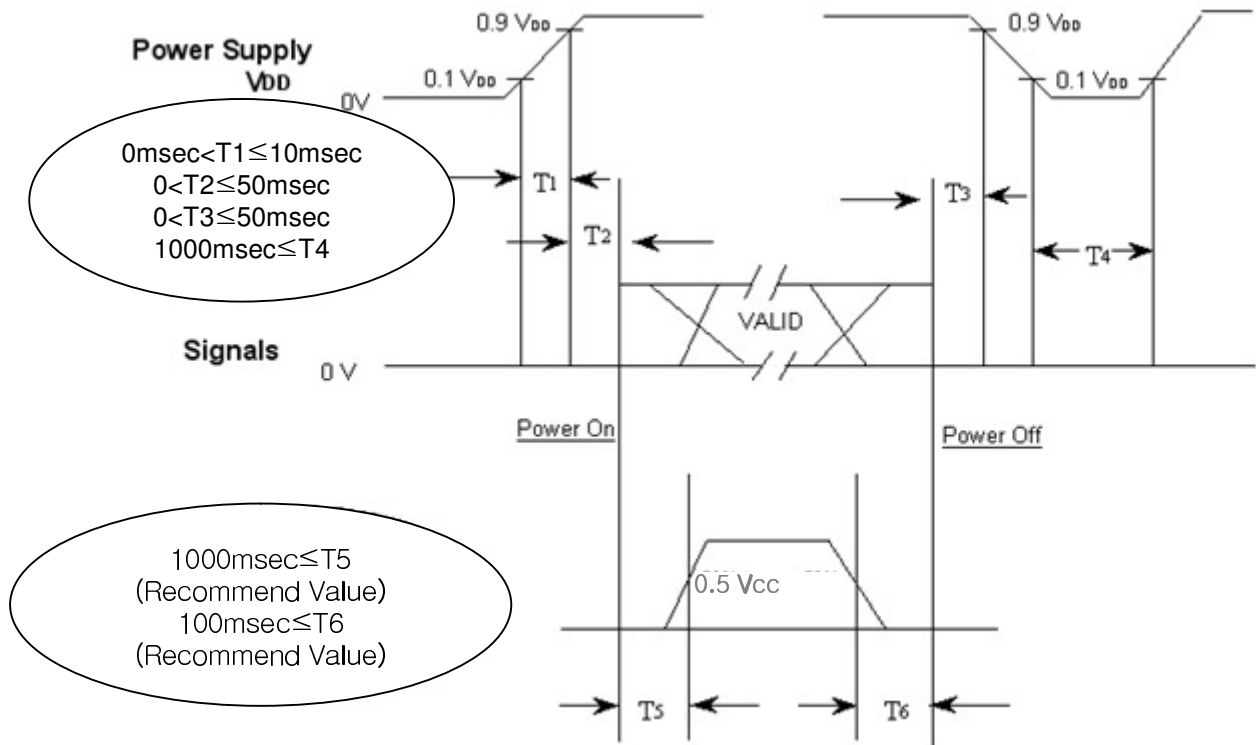 0.9 VDD
0.9 VDD
Power Supply
VDD
0.1 VDD
0.1 VDD
0V
0msec<T1≤10msec
0<T2≤50msec
0<T3≤50msec
1000msec≤T4
T1
T3
T2
T4
VALID
Signals
0 V
Power On
Power Off
1000msec≤T5
(Recommend Value)
100msec≤T6
(Recommend Value)
0.5 Vcc
T5
T6